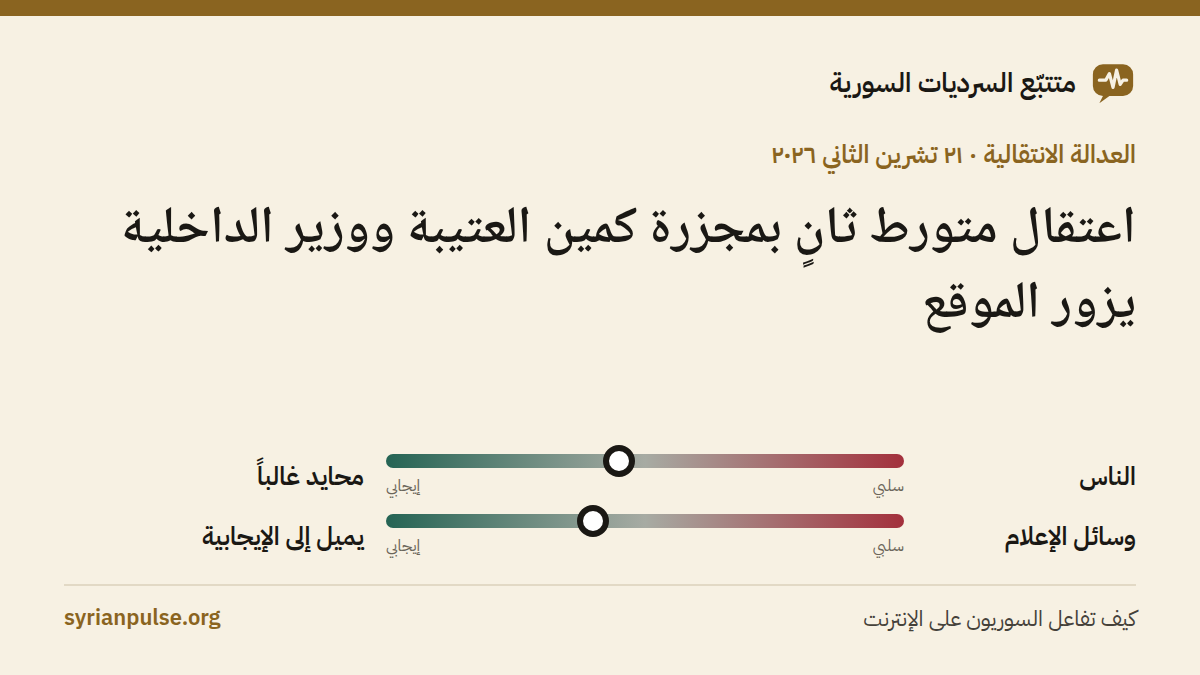 متتبّع السرديات السورية
العدالة الانتقالية · ٢١ تشرين الثاني ٢٠٢٦
اعتقال متورط ثانٍ بمجزرة كمين العتيبة ووزير الداخلية
يزور الموقع
الناس
سلبي
إيجابي
محايد غالباً
وسائل الإعلام
سلبي
إيجابي
يميل إلى الإيجابية
كيف تفاعل السوريون على الإنترنت
syrianpulse.org